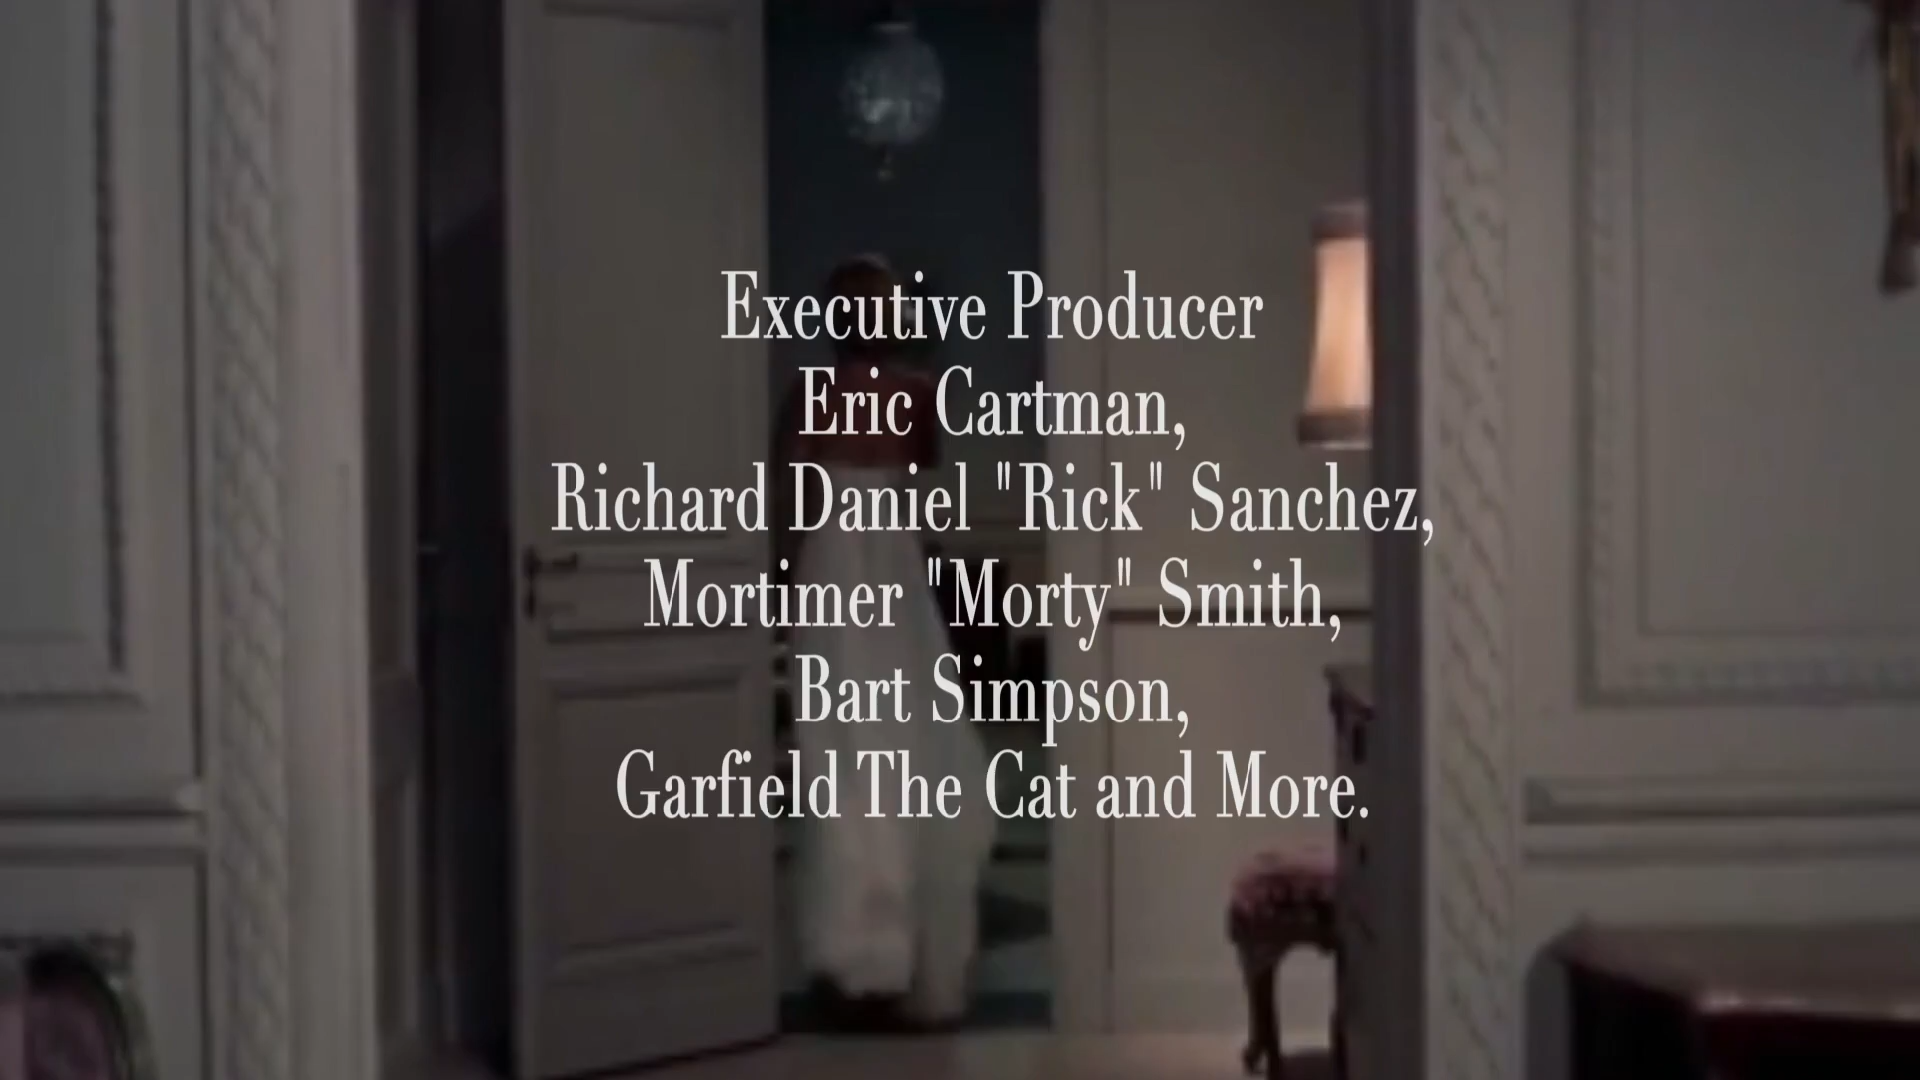 Executive Producer
Eric Cartman,
Richard Daniel "Rick" Sanchez,
Mortimer "Morty" Smith,
Bart Simpson,
Garfield The Cat and More.